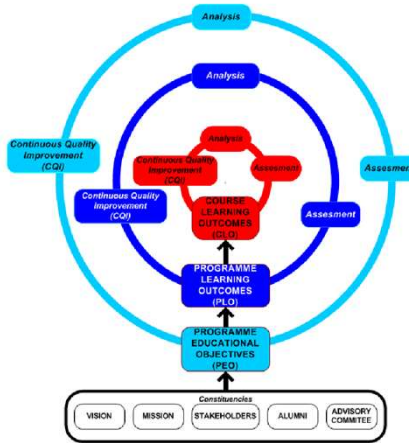 Analysis
Analysis
Analysis
Continuous Quality
Improvement
(CQI)
Continuous Quality
Improvement
(CQI)
Assesment
Assesment
Continuous Quality
Improvement (CQI)
Assesment
COURSE
LEARNING
OUTCOMES
(CLO)
PROGRAMME
LEARNING
OUTCOMES
(PLO)
PROGRAMME
EDUCATIONAL
OBJECTIVES
(PEO)
Constituencies
VISION
MISSION
STAKEHOLDERS
ALUMNI
ADVISORY
COMMITEE